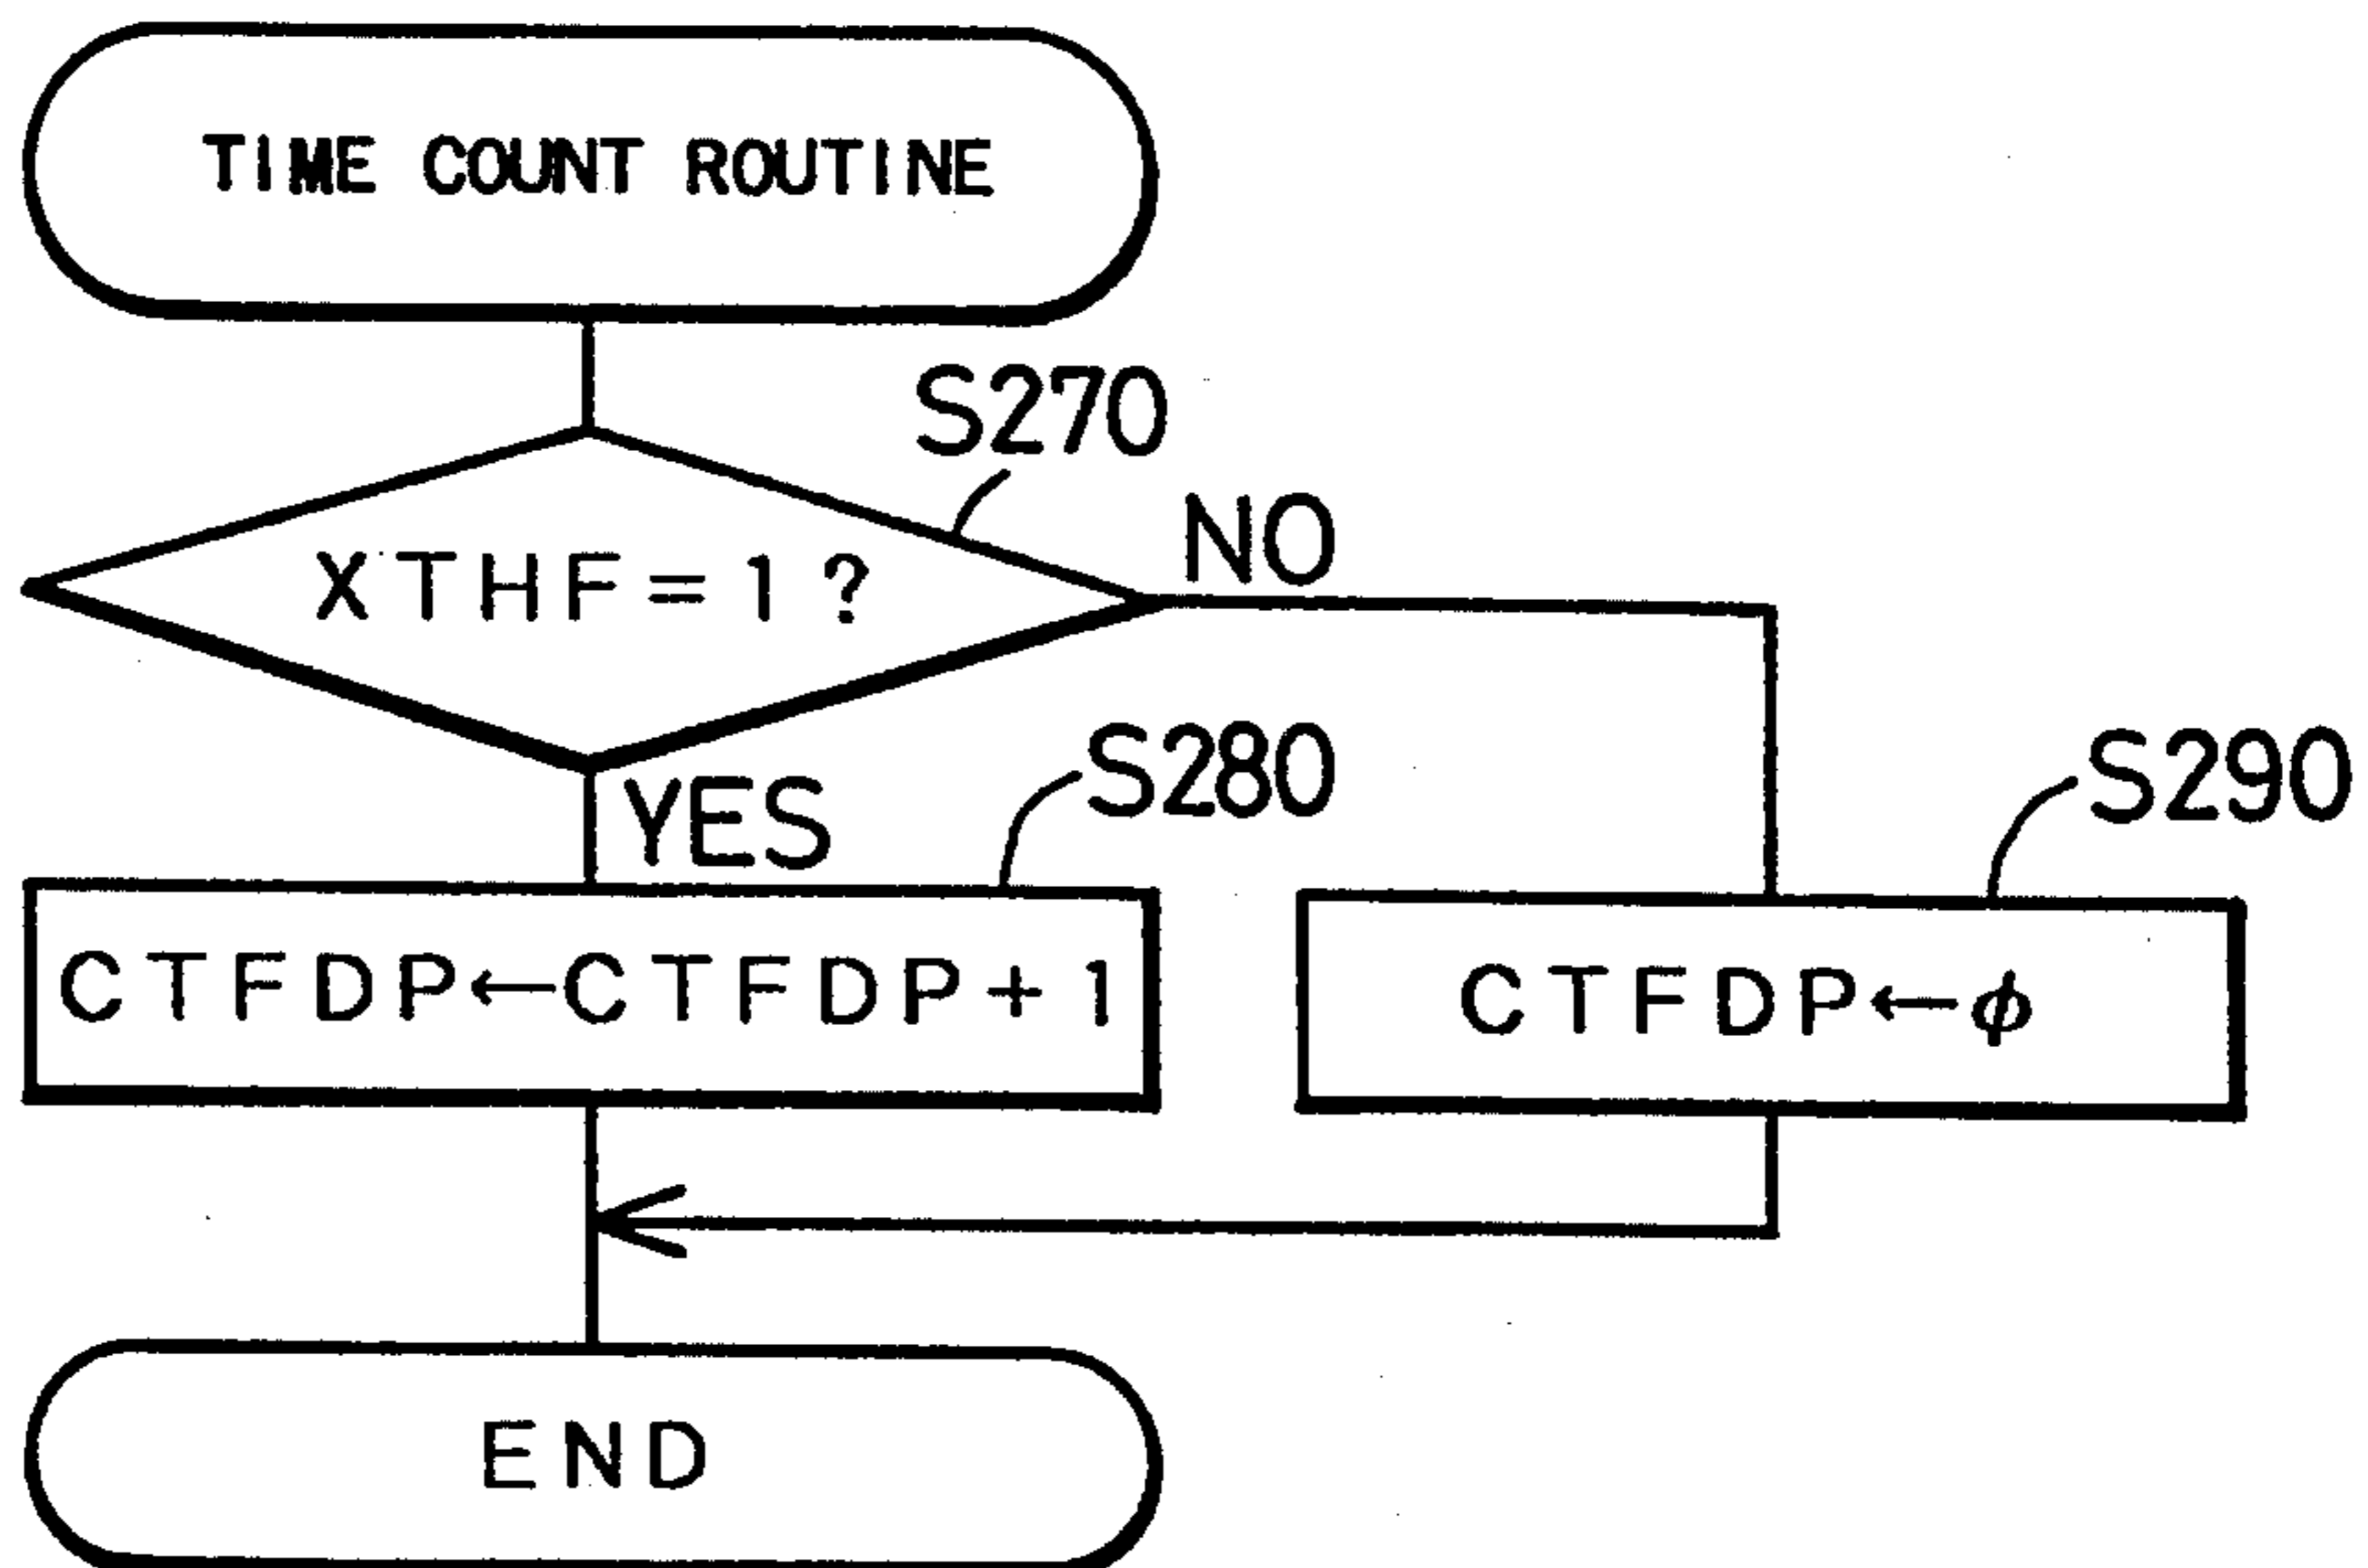 TIME COUNT ROUTINE
S270
XTHF=1?
NO
YES
S280
S290
CTFDP←CTFDP+1
CTFDP←φ
END